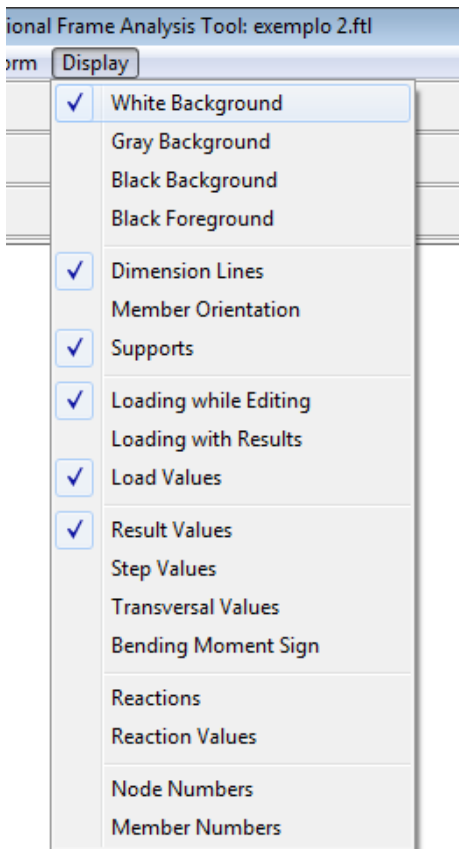 ional Frame Analysis Tool: exemplo 2.ftl
orm Display
White Background
Gray Background
Black Background
Black Foreground
Dimension Lines
Member Orientation
Supports
Loading while Editing
Loading with Results
Load Values
Result Values
Step Values
Transversal Values
Bending Moment Sign
Reactions
Reaction Values
Node Numbers
Member Numbers